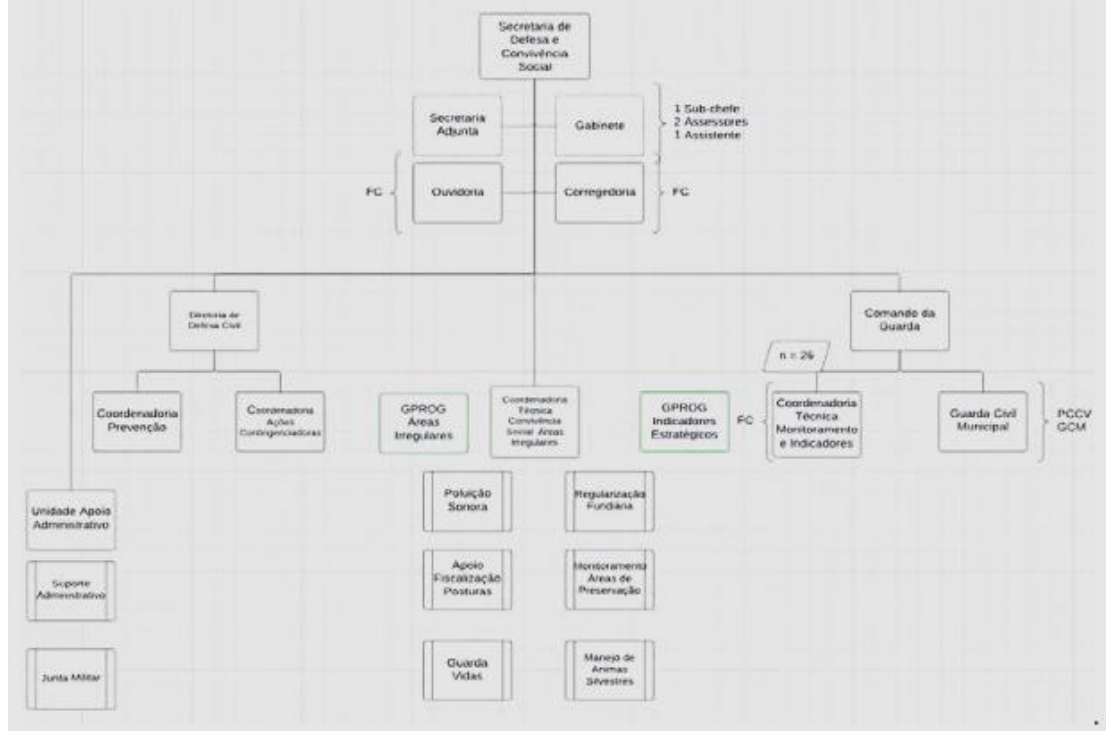 Secretaria de
Defesa e
Convivência
Social
Secretaria
Adjunta
Gabinete
1 Sub-chefe
2 Assessores
1 Assistente
FC
Ouvidoria
Corregedoria
FC
Diretoria de
Defesa Civil
Comando da
Guarda
n = 26
Coordenadoria
Prevenção
Coordenadoria
Ações
Contingenciadoras
GPROG
Áreas
Irregulares
Coordenadoria
Técnica
Convivência
Social Áreas
Irregulares
GPROG
Indicadores
Estratégicos
FC
Coordenadoria
Técnica
Monitoramento
e Indicadores
Guarda Civil
Municipal
PCCV
GCM
Unidade Apoio
Administrativo
Poluição
Sonora
Regularização
Fundiária
Suporte
Administrativo
Apoio
Fiscalização
Posturas
Monitoramento
Áreas de
Preservação
Junta Militar
Guarda
Vidas
Manejo de
Animas
Silvestres